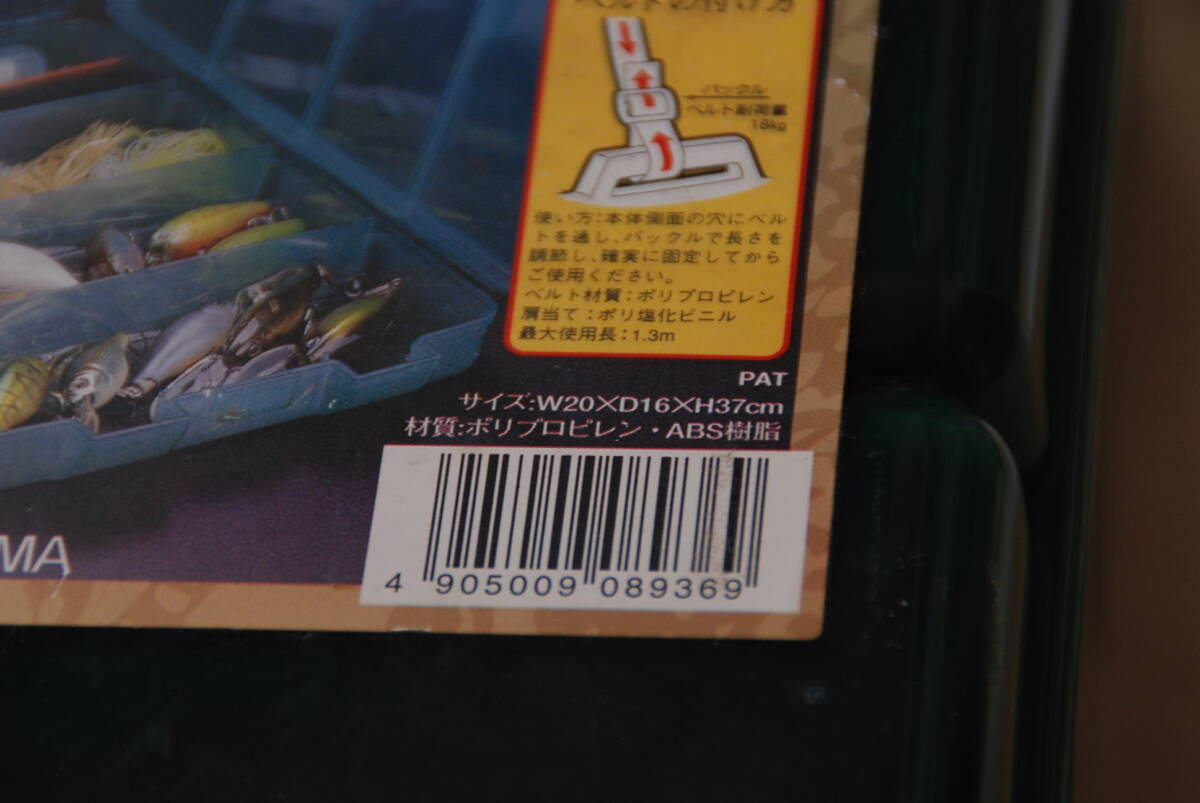 ベルトの付け方
バックル
ベルト耐荷重
18kg
使い方:本体側面の穴にベル
トを通し、バックルで長さを
調節し、確実に固定してから
ご使用ください。
ベルト材質:ポリプロピレン
肩当て:ポリ塩化ビニル
最大使用長:1.3m
PAT
サイズ:W20×D16×H37cm
材質:ポリプロピレン・ABS樹脂
MA
4 905009 089369